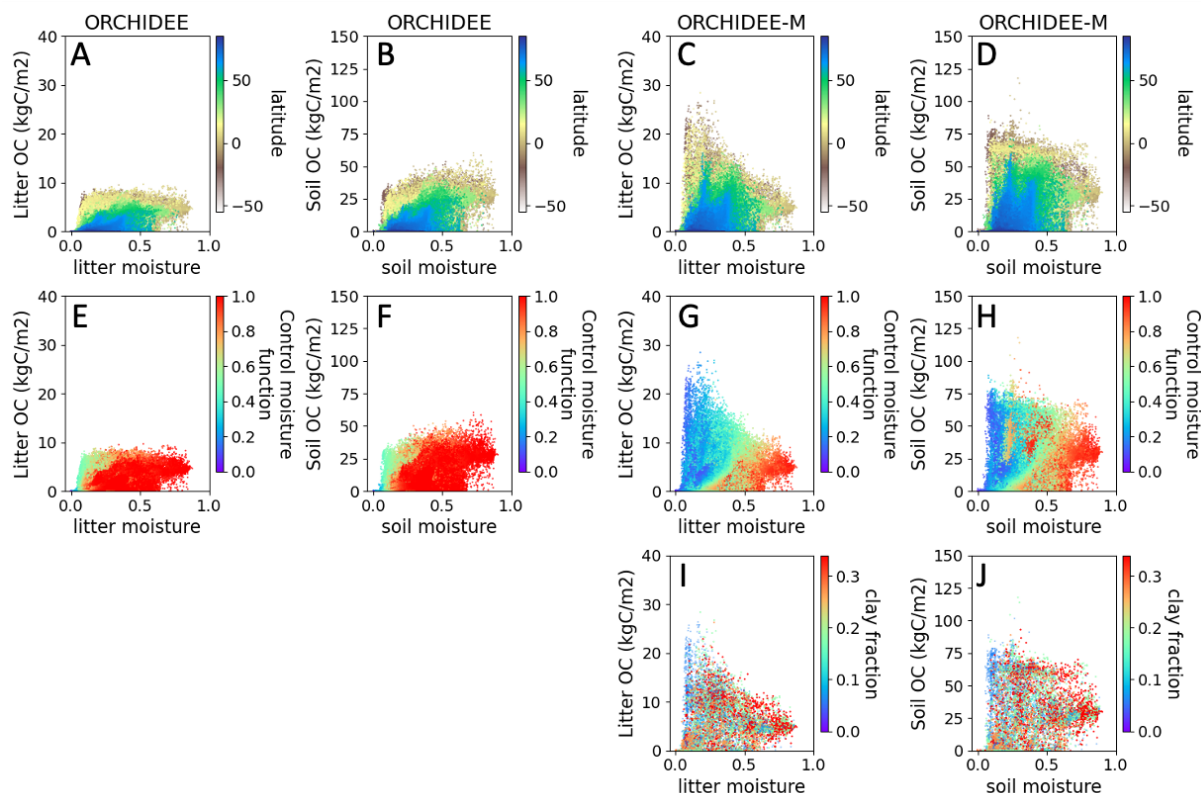 ORCHIDEE
ORCHIDEE
ORCHIDEE-M
ORCHIDEE-M
A
Litter OC (kgC/m2)
40
30
20
10
0
0.0 0.5 1.0
litter moisture
50
0
−50
latitude
B
Soil OC (kgC/m2)
150
125
100
75
50
25
0
0.0 0.5 1.0
soil moisture
50
0
−50
latitude
C
Litter OC (kgC/m2)
40
30
20
10
0
0.0 0.5 1.0
litter moisture
50
0
−50
latitude
D
Soil OC (kgC/m2)
150
125
100
75
50
25
0
0.0 0.5 1.0
soil moisture
50
0
−50
latitude
E
Litter OC (kgC/m2)
40
30
20
10
0
0.0 0.5 1.0
litter moisture
1.0
0.8
0.6
0.4
0.2
0.0
Control moisture
function
F
Soil OC (kgC/m2)
150
125
100
75
50
25
0
0.0 0.5 1.0
soil moisture
1.0
0.8
0.6
0.4
0.2
0.0
Control moisture
function
G
Litter OC (kgC/m2)
40
30
20
10
0
0.0 0.5 1.0
litter moisture
1.0
0.8
0.6
0.4
0.2
0.0
Control moisture
function
H
Soil OC (kgC/m2)
150
125
100
75
50
25
0
0.0 0.5 1.0
soil moisture
1.0
0.8
0.6
0.4
0.2
0.0
Control moisture
function
I
Litter OC (kgC/m2)
40
30
20
10
0
0.0 0.5 1.0
litter moisture
0.3
0.2
0.1
0.0
clay fraction
J
Soil OC (kgC/m2)
150
125
100
75
50
25
0
0.0 0.5 1.0
soil moisture
0.3
0.2
0.1
0.0
clay fraction